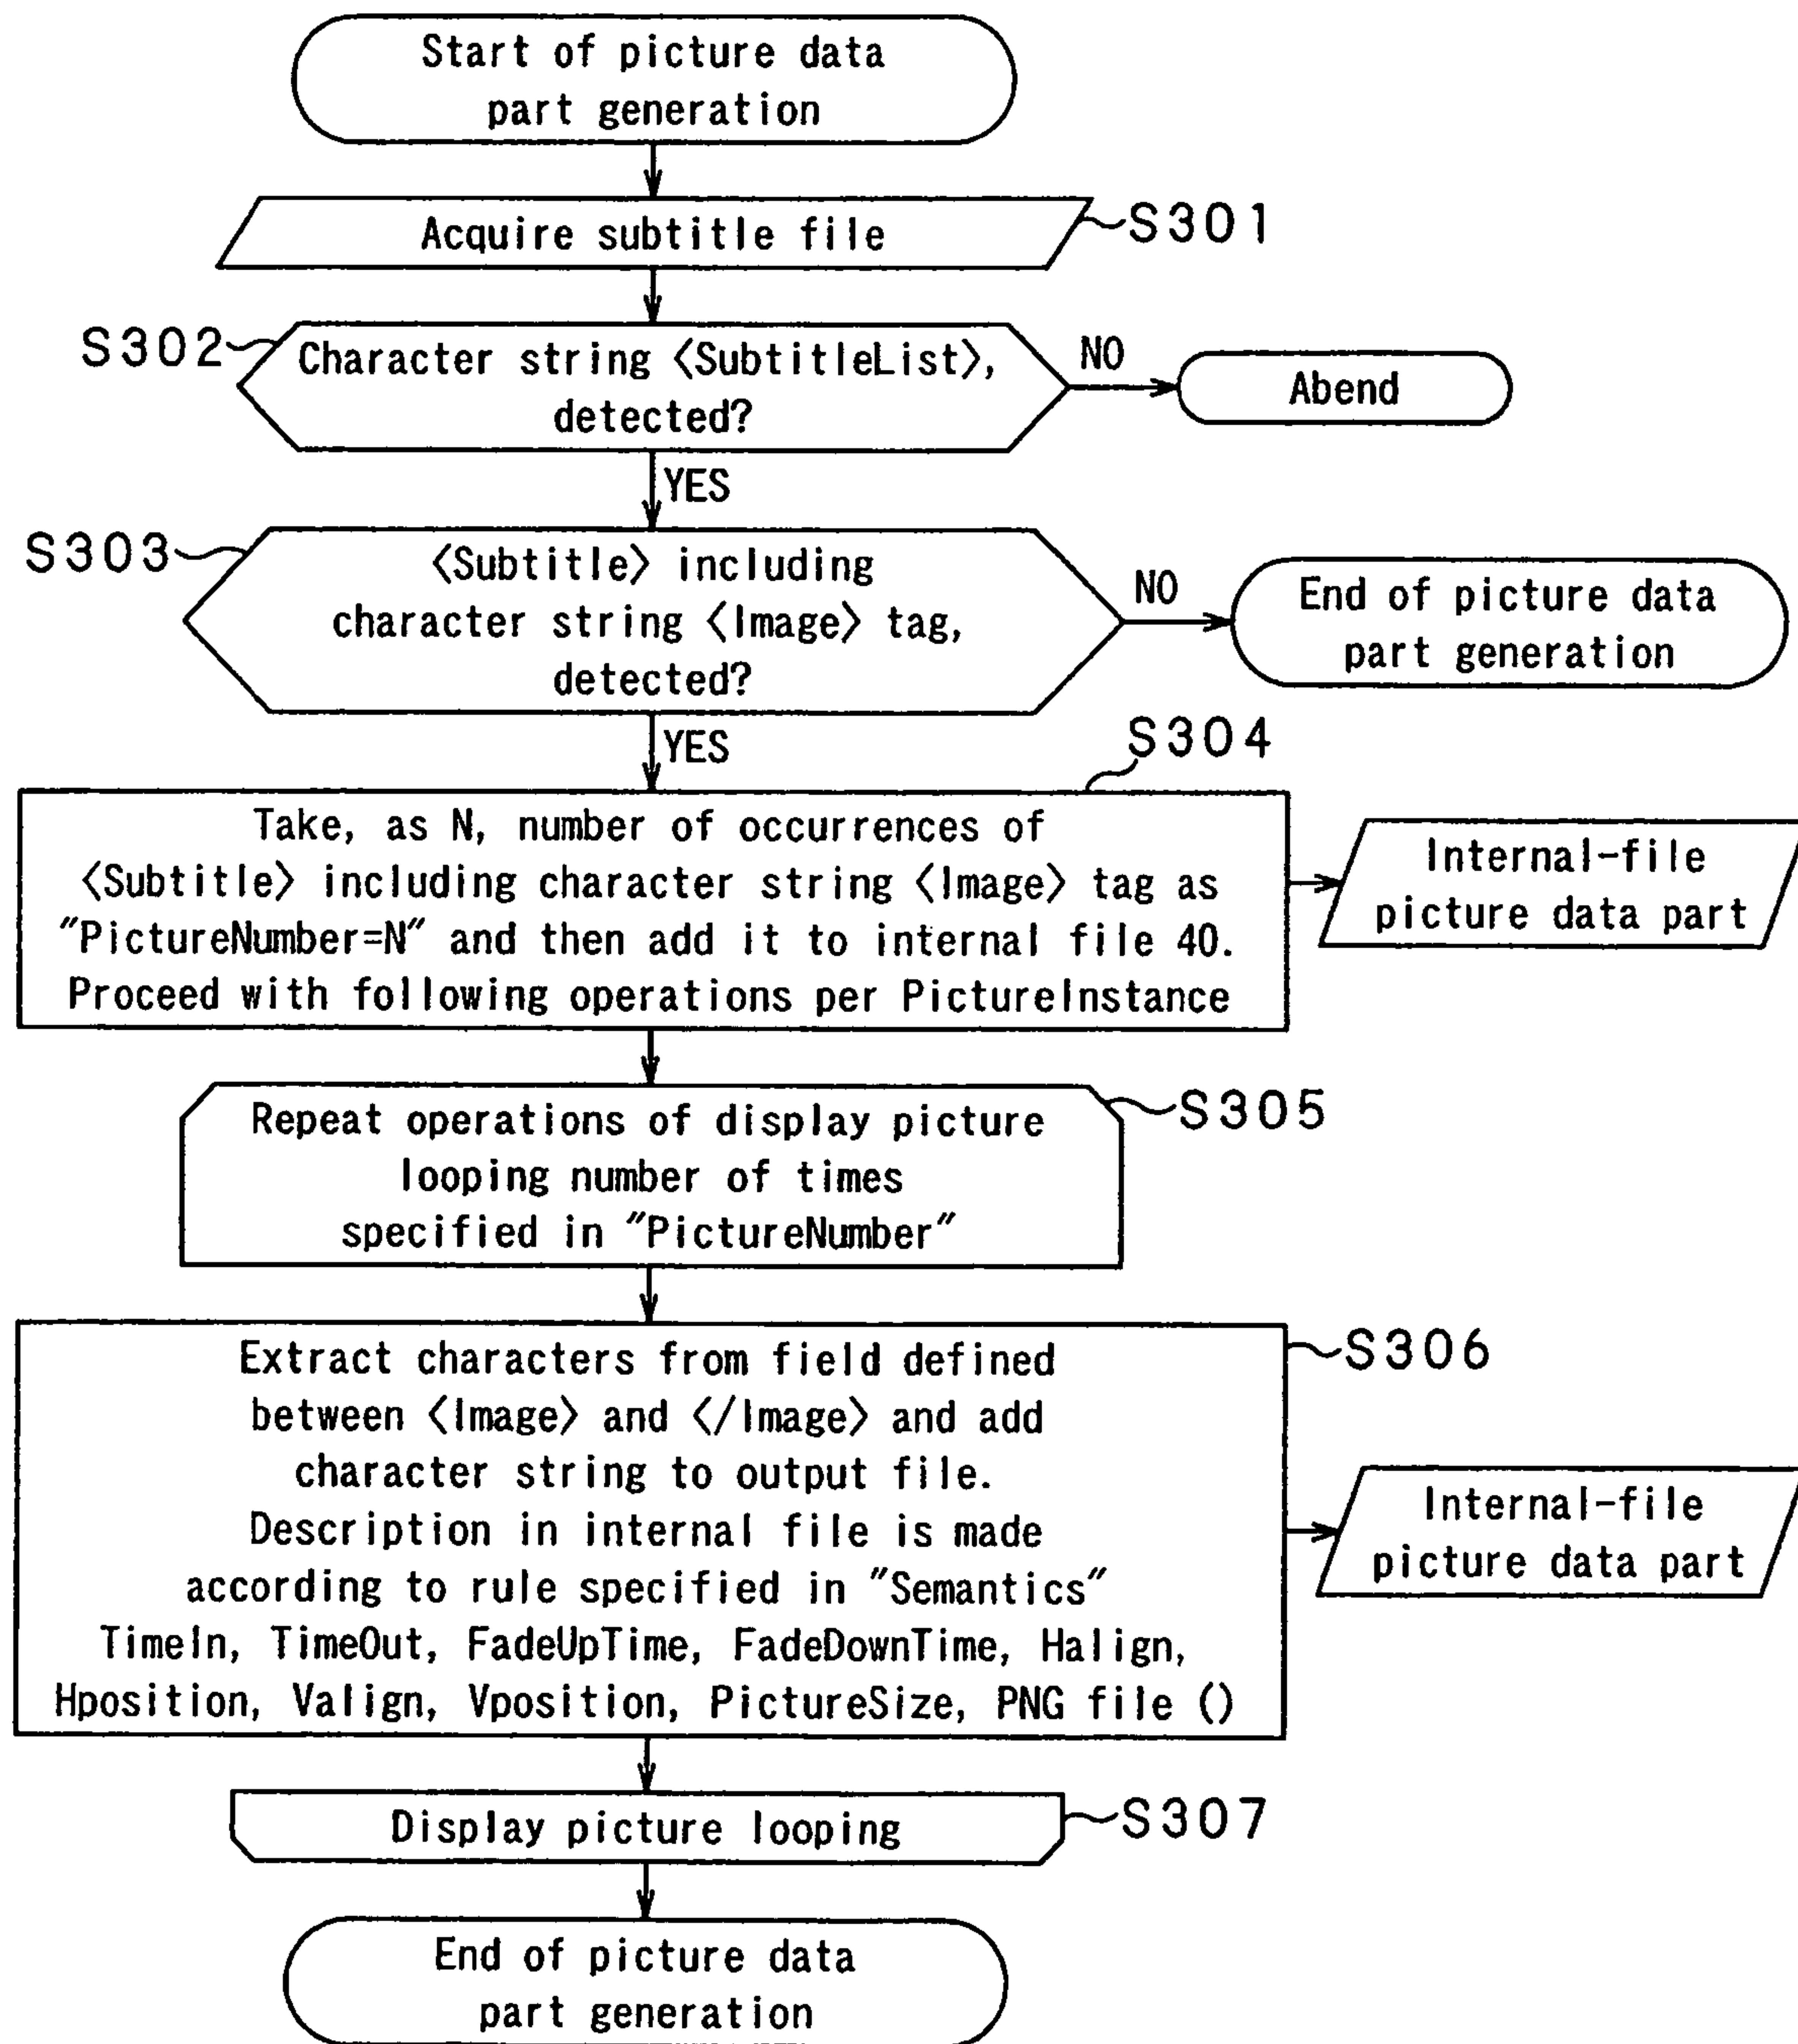 Start of picture data
part generation
Acquire subtitle file
S301
S302
Character string <SubtitleList>,
detected?
NO
Abend
YES
S303
<Subtitle> including
character string <Image> tag,
detected?
NO
End of picture data
part generation
YES
S304
Take, as N, number of occurrences of
<Subtitle> including character string <Image> tag as
"PictureNumber=N" and then add it to internal file 40.
Proceed with following operations per PictureInstance
Internal-file
picture data part
Repeat operations of display picture
looping number of times
specified in "PictureNumber"
S305
Extract characters from field defined
between <Image> and </Image> and add
character string to output file.
Description in internal file is made
according to rule specified in "Semantics"
TimeIn, TimeOut, FadeUpTime, FadeDownTime, Halign,
Hposition, Valign, Vposition, PictureSize, PNG file ()
S306
Internal-file
picture data part
Display picture looping
S307
End of picture data
part generation